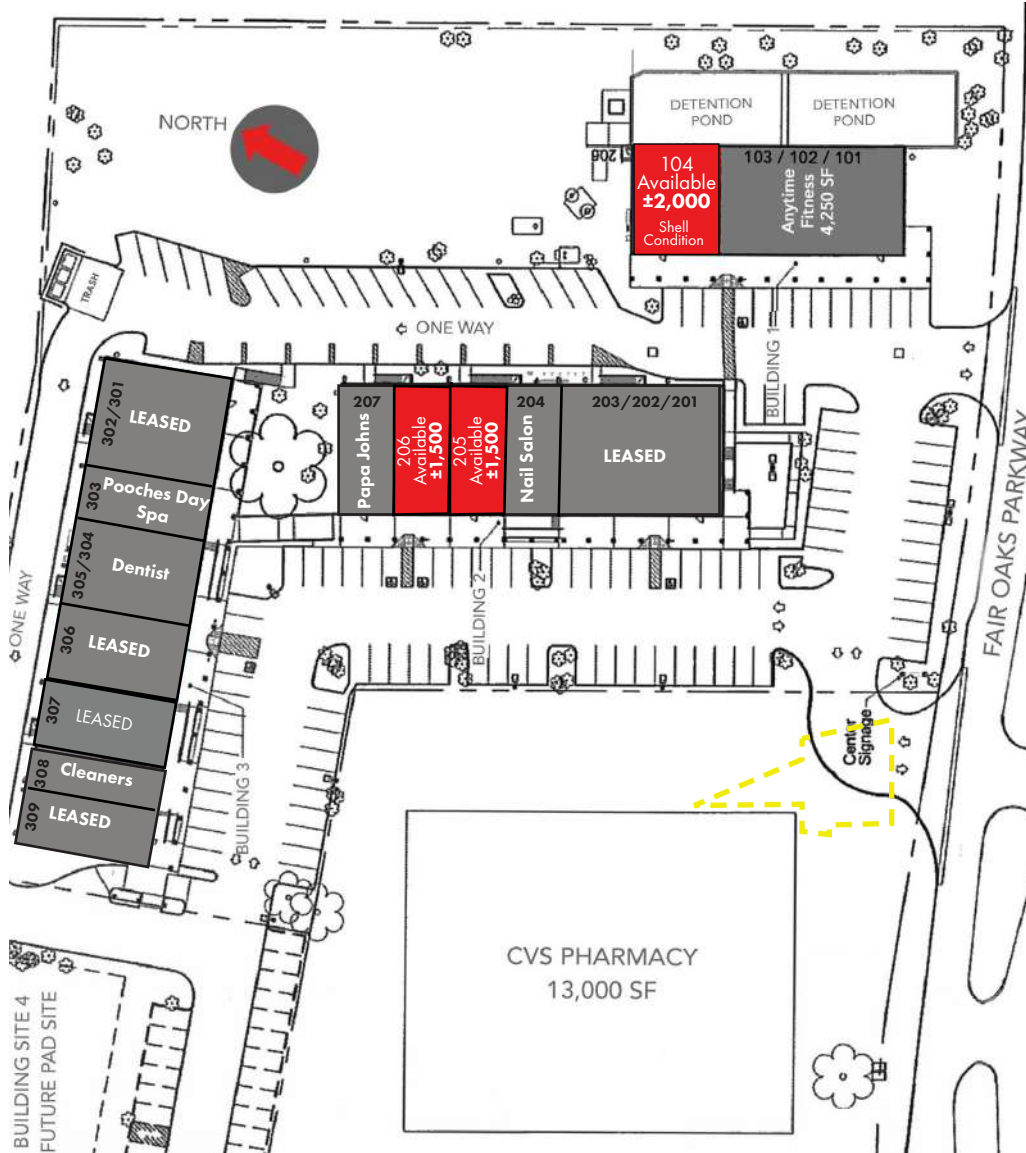 NORTH
DETENTION
POND
DETENTION
POND
208
104
Available
±2,000
Shell
Condition
103 / 102 / 101
Anytime
Fitness
4,250 SF
TRASH
ONE WAY
BUILDING 1
302/301
LEASED
303
Pooches Day
Spa
305/304
Dentist
306
LEASED
307
LEASED
308
Cleaners
309
LEASED
207
Papa Johns
206
Available
±1,500
205
Available
±1,500
204
Nail Salon
203/202/201
LEASED
ONE WAY
BUILDING 2
BUILDING 3
FAIR OAKS PARKWAY
Center
Signage
CVS PHARMACY
13,000 SF
BUILDING SITE 4
FUTURE PAD SITE